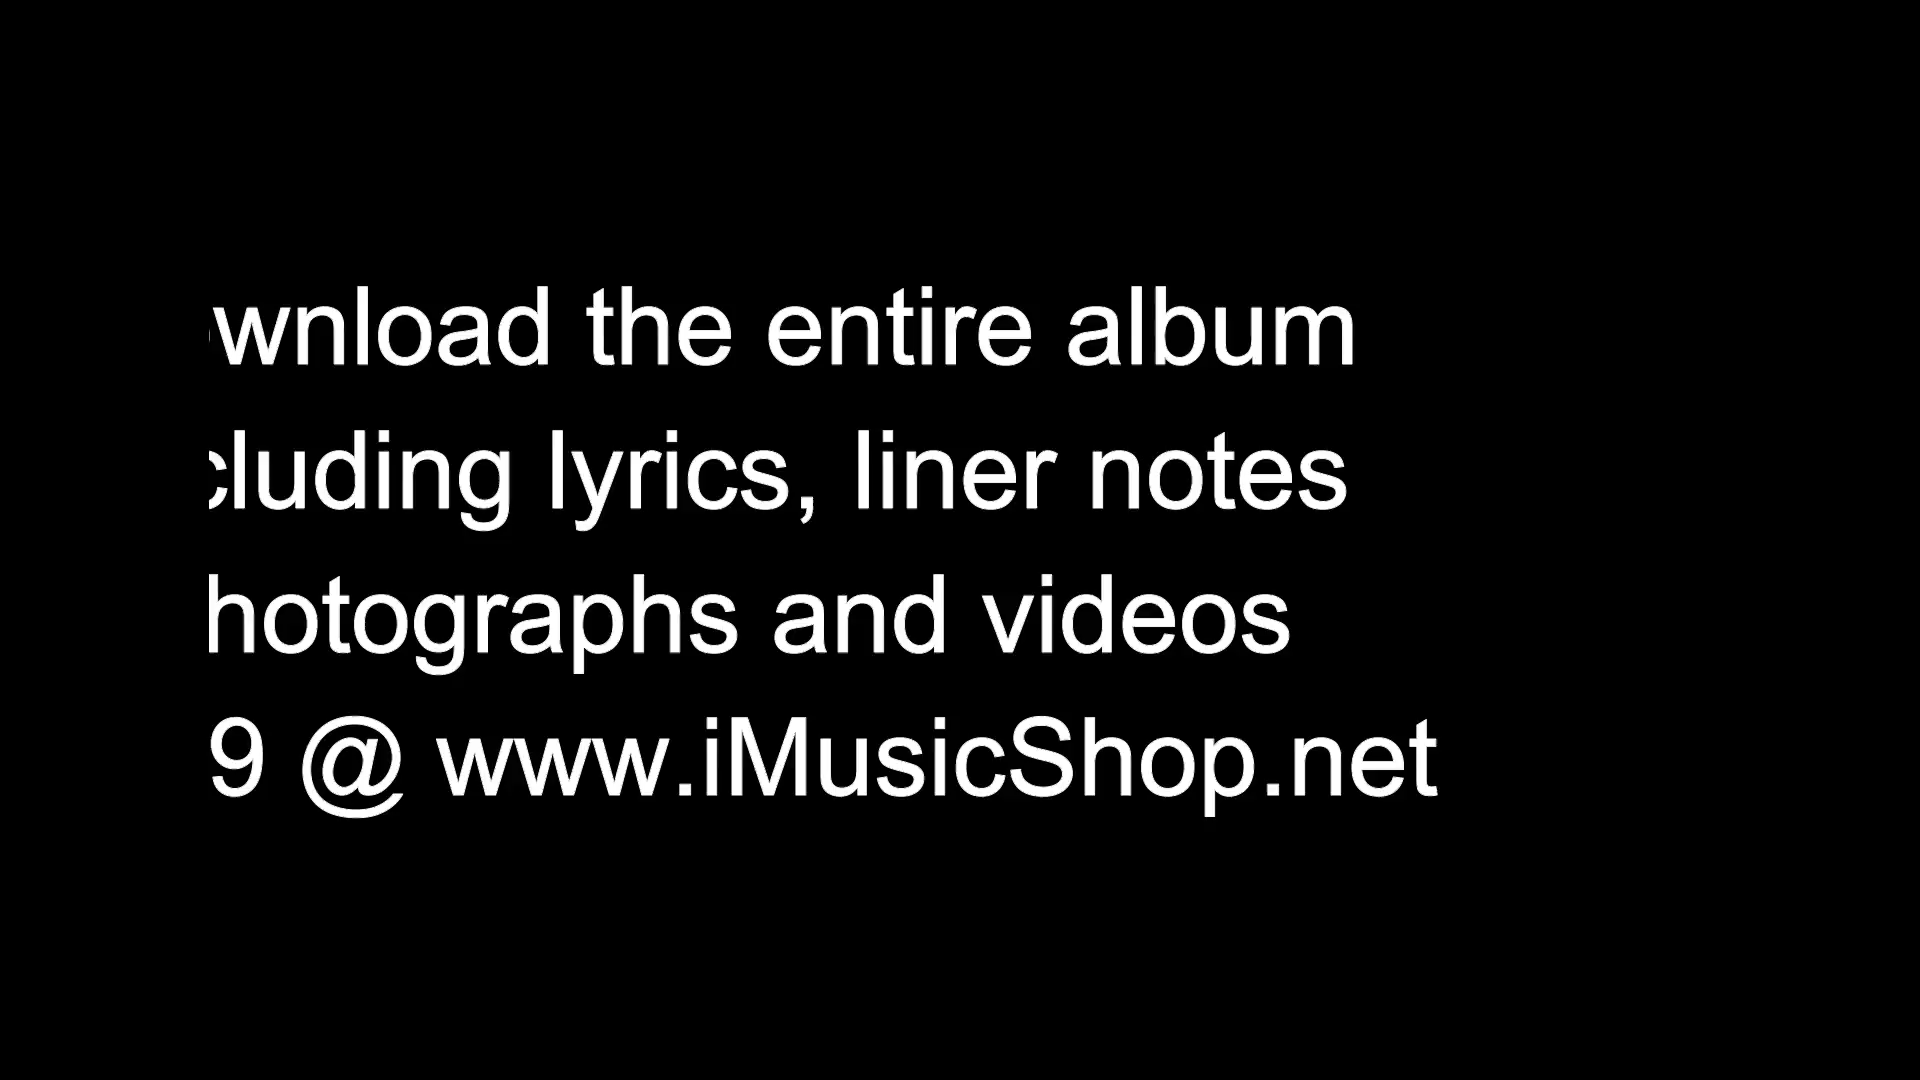 wnload the entire album
cluding lyrics, liner notes
hotographs and videos
9 @ www.iMusicShop.net